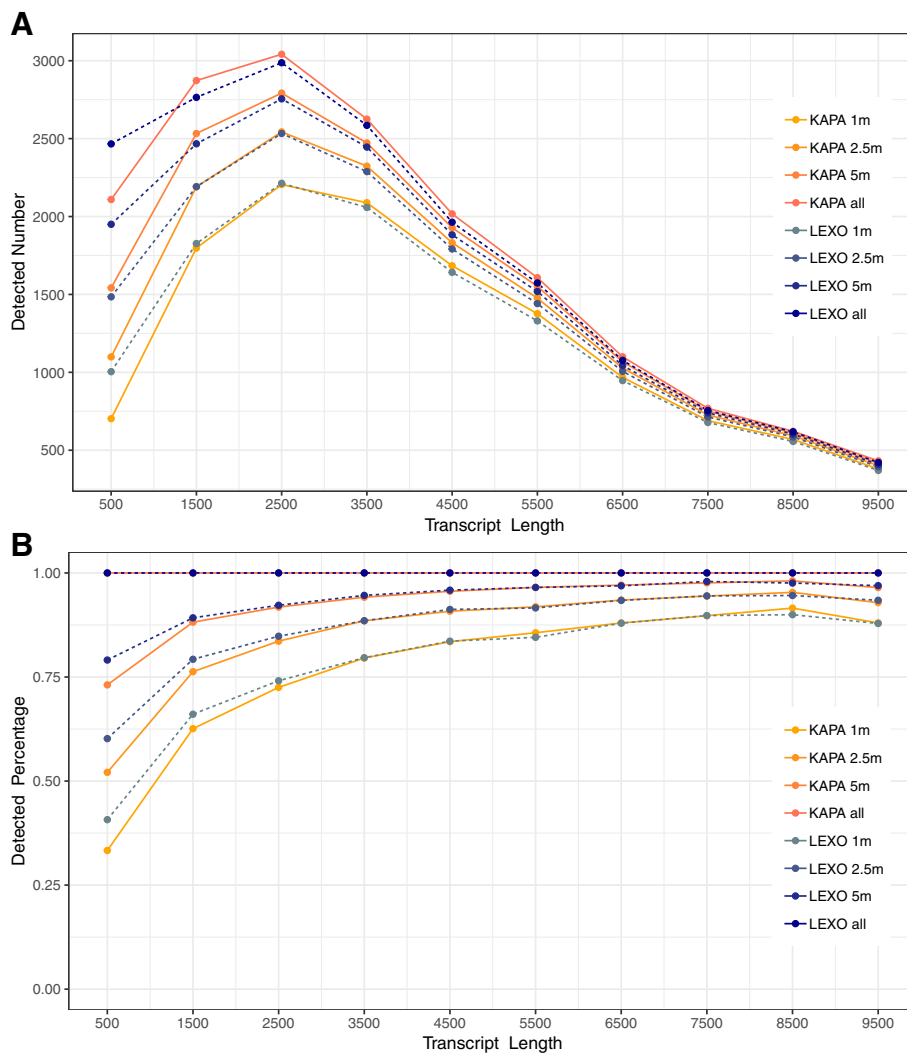 A
3000
2500
2000
1500
1000
500
Detected Number
KAPA 1m
KAPA 2.5m
KAPA 5m
KAPA all
LEXO 1m
LEXO 2.5m
LEXO 5m
LEXO all
500 1500 2500 3500 4500 5500 6500 7500 8500 9500
Transcript Length
B
1.00
0.75
0.50
0.25
0.00
Detected Percentage
KAPA 1m
KAPA 2.5m
KAPA 5m
KAPA all
LEXO 1m
LEXO 2.5m
LEXO 5m
LEXO all
500 1500 2500 3500 4500 5500 6500 7500 8500 9500
Transcript Length